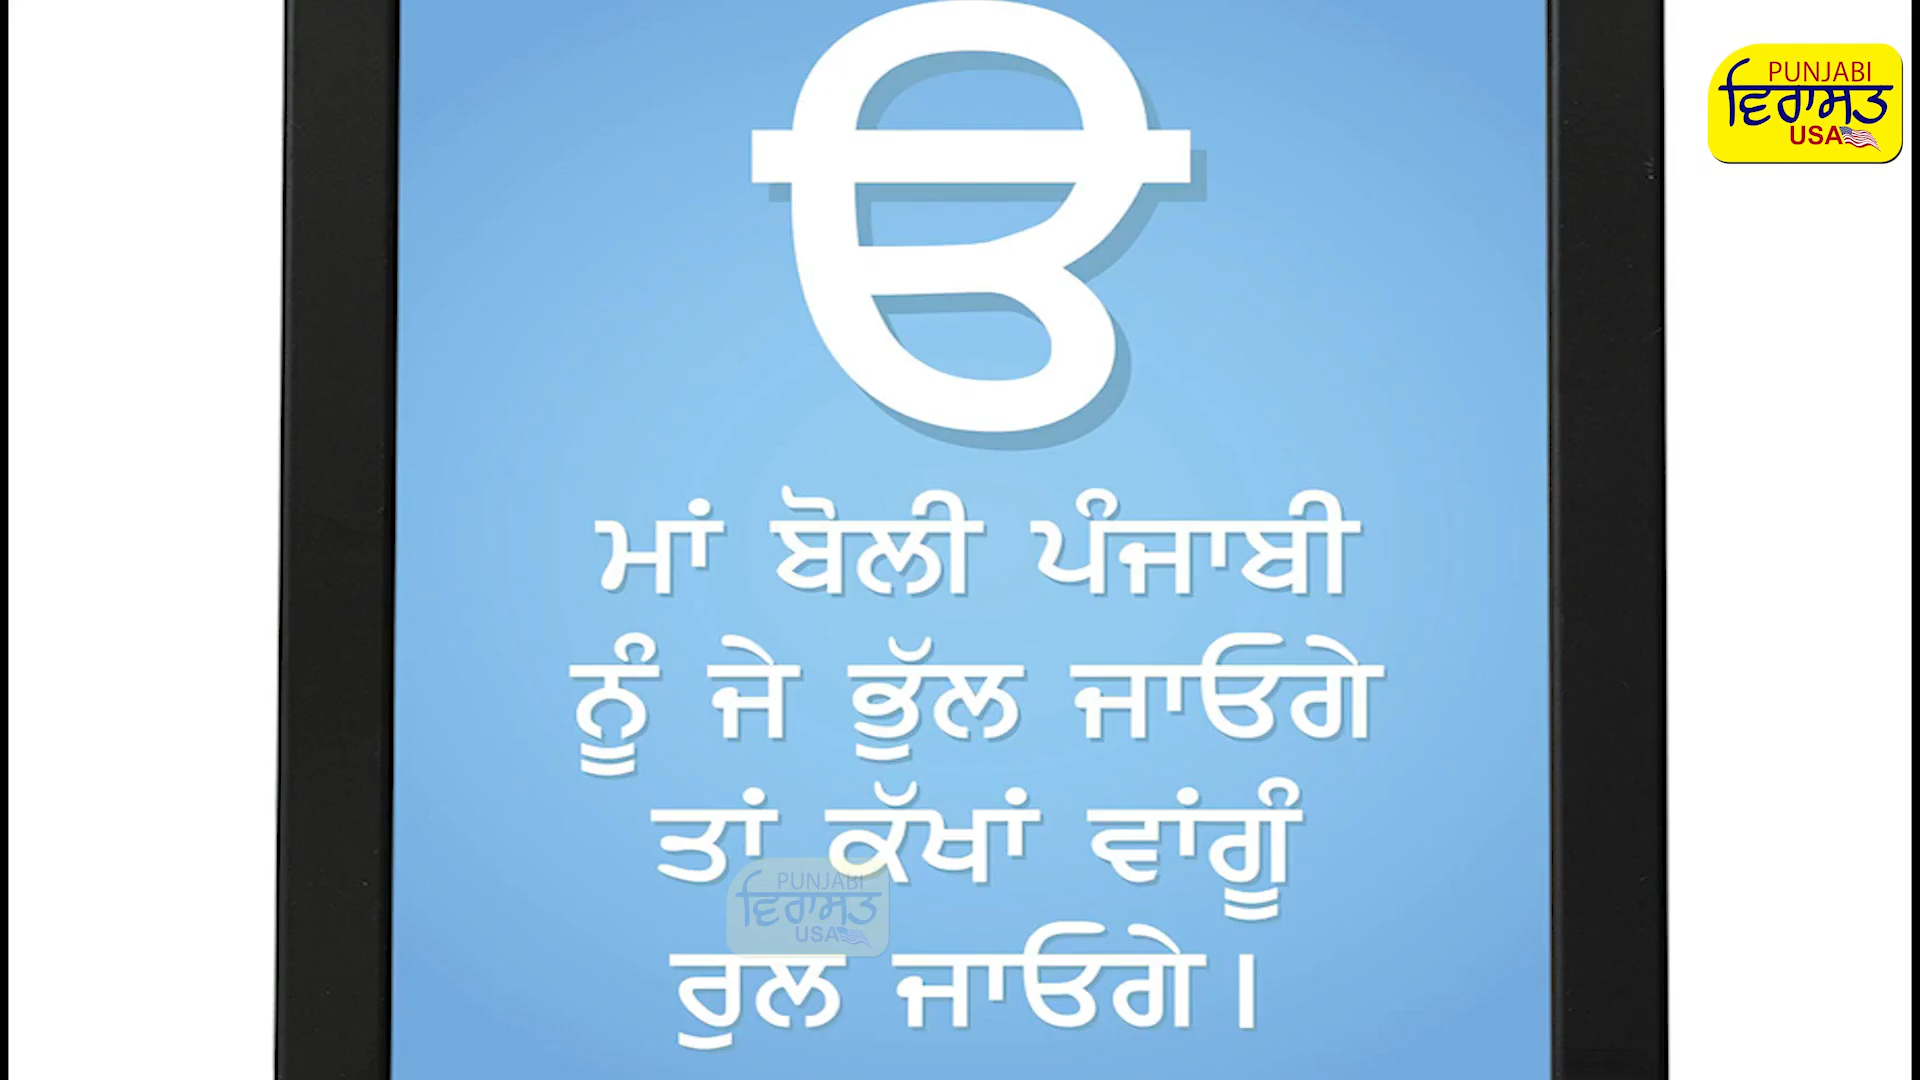 PUNJABI
ਵਿਰਾਸਤ
USA
ੳ
ਮਾਂ ਬੋਲੀ ਪੰਜਾਬੀ
ਨੂੰ ਜੇ ਭੁੱਲ ਜਾਓਗੇ
ਤਾਂ ਕੱਖਾਂ ਵਾਂਗੂੰ
PUNJABI
ਵਿਰਾਸਤ
USA
ਰੁਲ ਜਾਓਗੇ।